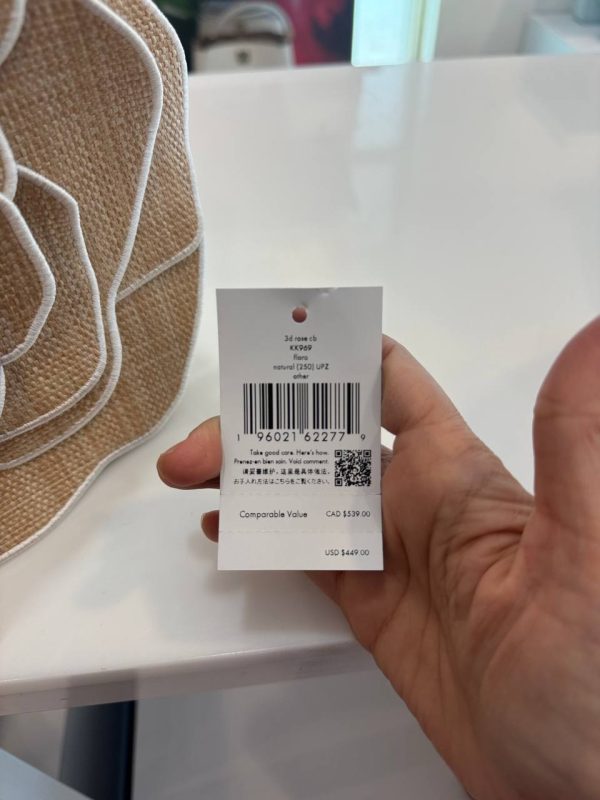 3d rose cb
KK969
flora
natural (250) UPZ
other
1 96021 62277 9
Take good care. Here's how.
Prenez-en bien soin. Voici comment.
请妥善维护，这里是具体做法。
お手入れ方法はこちらをご覧ください。
Comparable Value CAD $539.00
USD $449.00